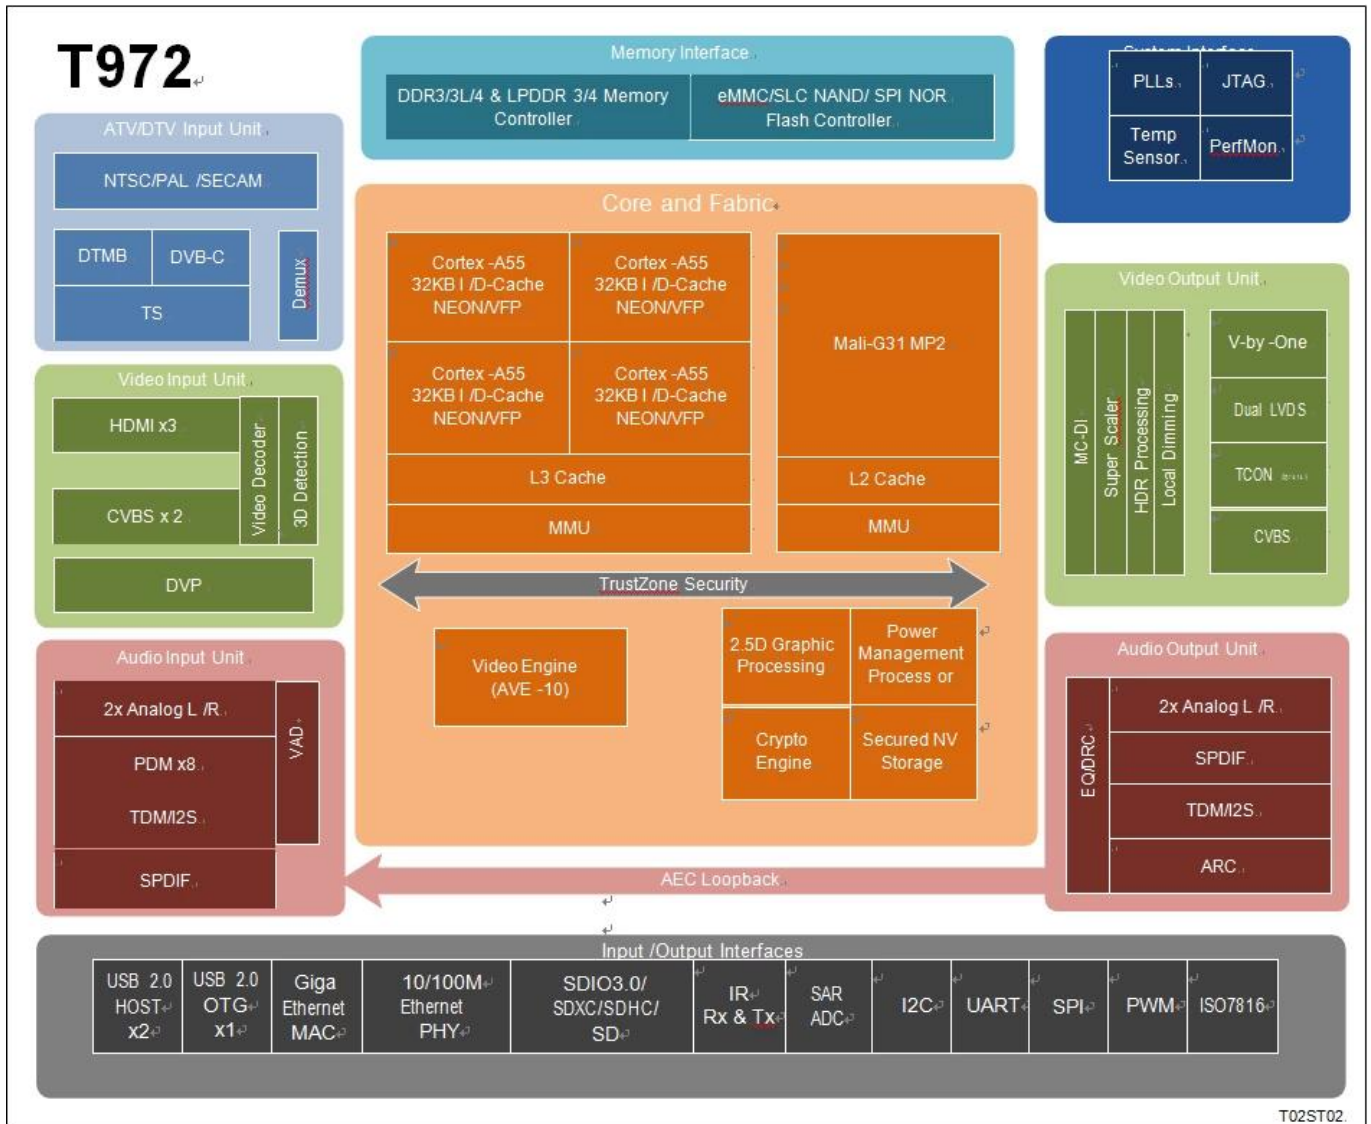 T972
Memory Interface
DDR3/3L/4 & LPDDR 3/4 Memory
Controller
eMMC/SLC NAND/ SPI NOR
Flash Controller
System Interface
PLLs
JTAG
Temp
Sensor
PerfMon
ATV/DTV Input Unit
NTSC/PAL /SECAM
DTMB
DVB-C
TS
Demux
Video Input Unit
HDMI x3
CVBS x 2
Video Decoder
3D Detection
DVP
Audio Input Unit
2x Analog L /R
PDM x8
TDM/I2S
SPDIF
VAD
Core and Fabric
Cortex -A55
32KB I /D-Cache
NEON/VFP
Cortex -A55
32KB I /D-Cache
NEON/VFP
Cortex -A55
32KB I /D-Cache
NEON/VFP
Cortex -A55
32KB I /D-Cache
NEON/VFP
L3 Cache
MMU
Mali-G31 MP2
L2 Cache
MMU
TrustZone Security
Video Engine
(AVE -10)
2.5D Graphic
Processing
Power
Management
Process or
Crypto
Engine
Secured NV
Storage
Video Output Unit
MC-DI
Super Scaler
HDR Processing
Local Dimming
V-by -One
Dual LVDS
TCON
CVBS
Audio Output Unit
EQ/DRC
2x Analog L /R
SPDIF
TDM/I2S
ARC
AEC Loopback
Input /Output Interfaces
USB 2.0
HOST
x2
USB 2.0
OTG
x1
Giga
Ethernet
MAC
10/100M
Ethernet
PHY
SDIO3.0/
SDXC/SDHC/
SD
IR
Rx & Tx
SAR
ADC
I2C
UART
SPI
PWM
ISO7816
T02ST02